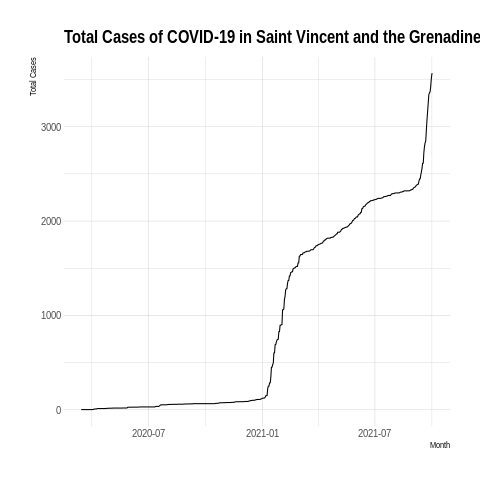 Total Cases of COVID-19 in Saint Vincent and the Grenadine
Total Cases
3000
2000
1000
0
2020-07
2021-01
2021-07
Month